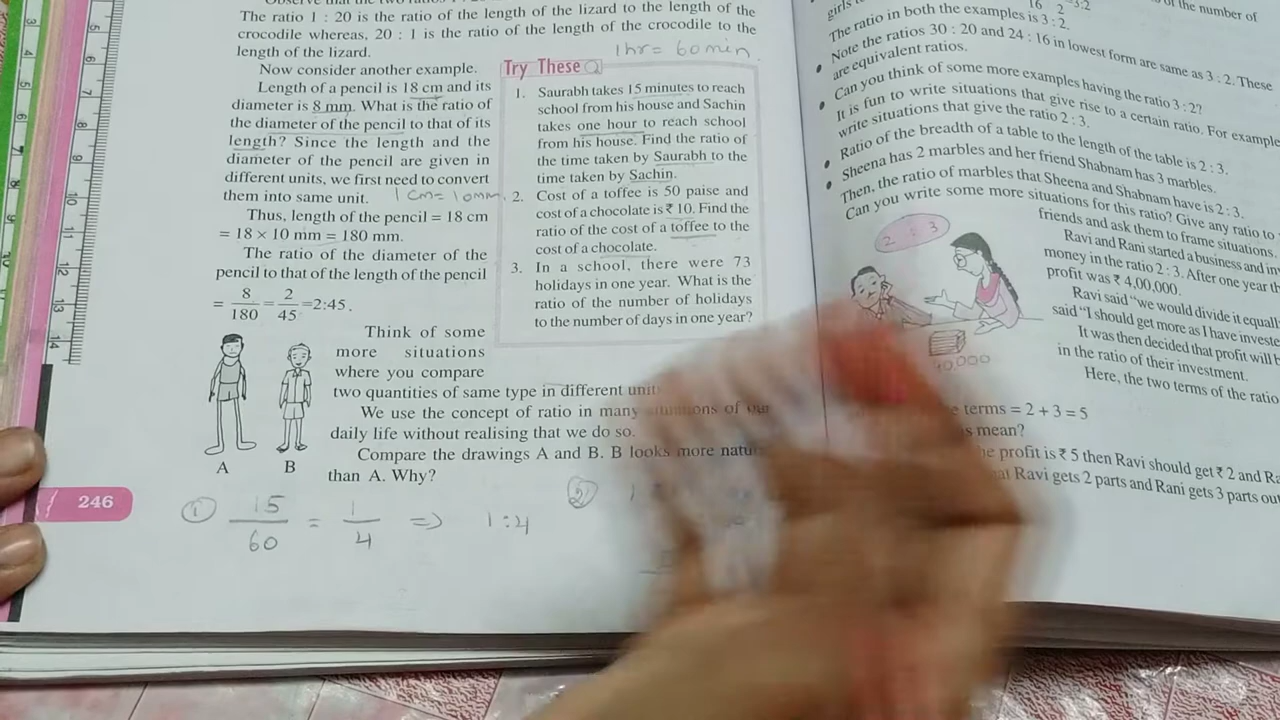 The ratio 1 : 20 is the ratio of the length of the lizard to the length of the
crocodile whereas, 20 : 1 is the ratio of the length of the crocodile to the
length of the lizard.
1 hr = 60 min
Now consider another example.
Length of a pencil is 18 cm and its
diameter is 8 mm. What is the ratio of
the diameter of the pencil to that of its
length? Since the length and the
diameter of the pencil are given in
different units, we first need to convert
them into same unit. 1 cm = 10 mm.
Thus, length of the pencil = 18 cm
= 18 × 10 mm = 180 mm.
The ratio of the diameter of the
pencil to that of the length of the pencil
= 8/180 = 2/45 =2:45.
Think of some
more situations
where you compare
two quantities of same type in different
We use the concept of ratio in many situations of our
daily life without realising that we do so.
Compare the drawings A and B. B looks more
than A. Why?
A B
246
① 15/60 = 1/4 ⇒ 1:4
②
Try These
1. Saurabh takes 15 minutes to reach
school from his house and Sachin
takes one hour to reach school
from his house. Find the ratio of
the time taken by Saurabh to the
time taken by Sachin.
2. Cost of a toffee is 50 paise and
cost of a chocolate is ₹ 10. Find the
ratio of the cost of a toffee to the
cost of a chocolate.
3. In a school, there were 73
holidays in one year. What is the
ratio of the number of holidays
to the number of days in one year?
of the number of
girls
16 2
The ratio in both the examples is 3 : 2.
Note the ratios 30 : 20 and 24 : 16 in lowest form are same as 3 : 2. These
are equivalent ratios.
• Can you think of some more examples having the ratio 3 : 2?
It is fun to write situations that give rise to a certain ratio. For example
write situations that give the ratio 2 : 3.
• Ratio of the breadth of a table to the length of the table is 2 : 3.
• Sheena has 2 marbles and her friend Shabnam has 3 marbles.
Then, the ratio of marbles that Sheena and Shabnam have is 2 : 3.
Can you write some more situations for this ratio? Give any ratio to
friends and ask them to frame situations.
2 : 3
Ravi and Rani started a business and
money in the ratio 2 : 3. After one year
profit was ₹ 4,00,000.
Ravi said “we would divide it
said “I should get more as I have
It was then decided that profit will
in the ratio of their investment.
Here, the two terms of the ratio
terms = 2 + 3 = 5
mean?
profit is ₹ 5 then Ravi should get ₹ 2 and
Ravi gets 2 parts and Rani gets 3 parts